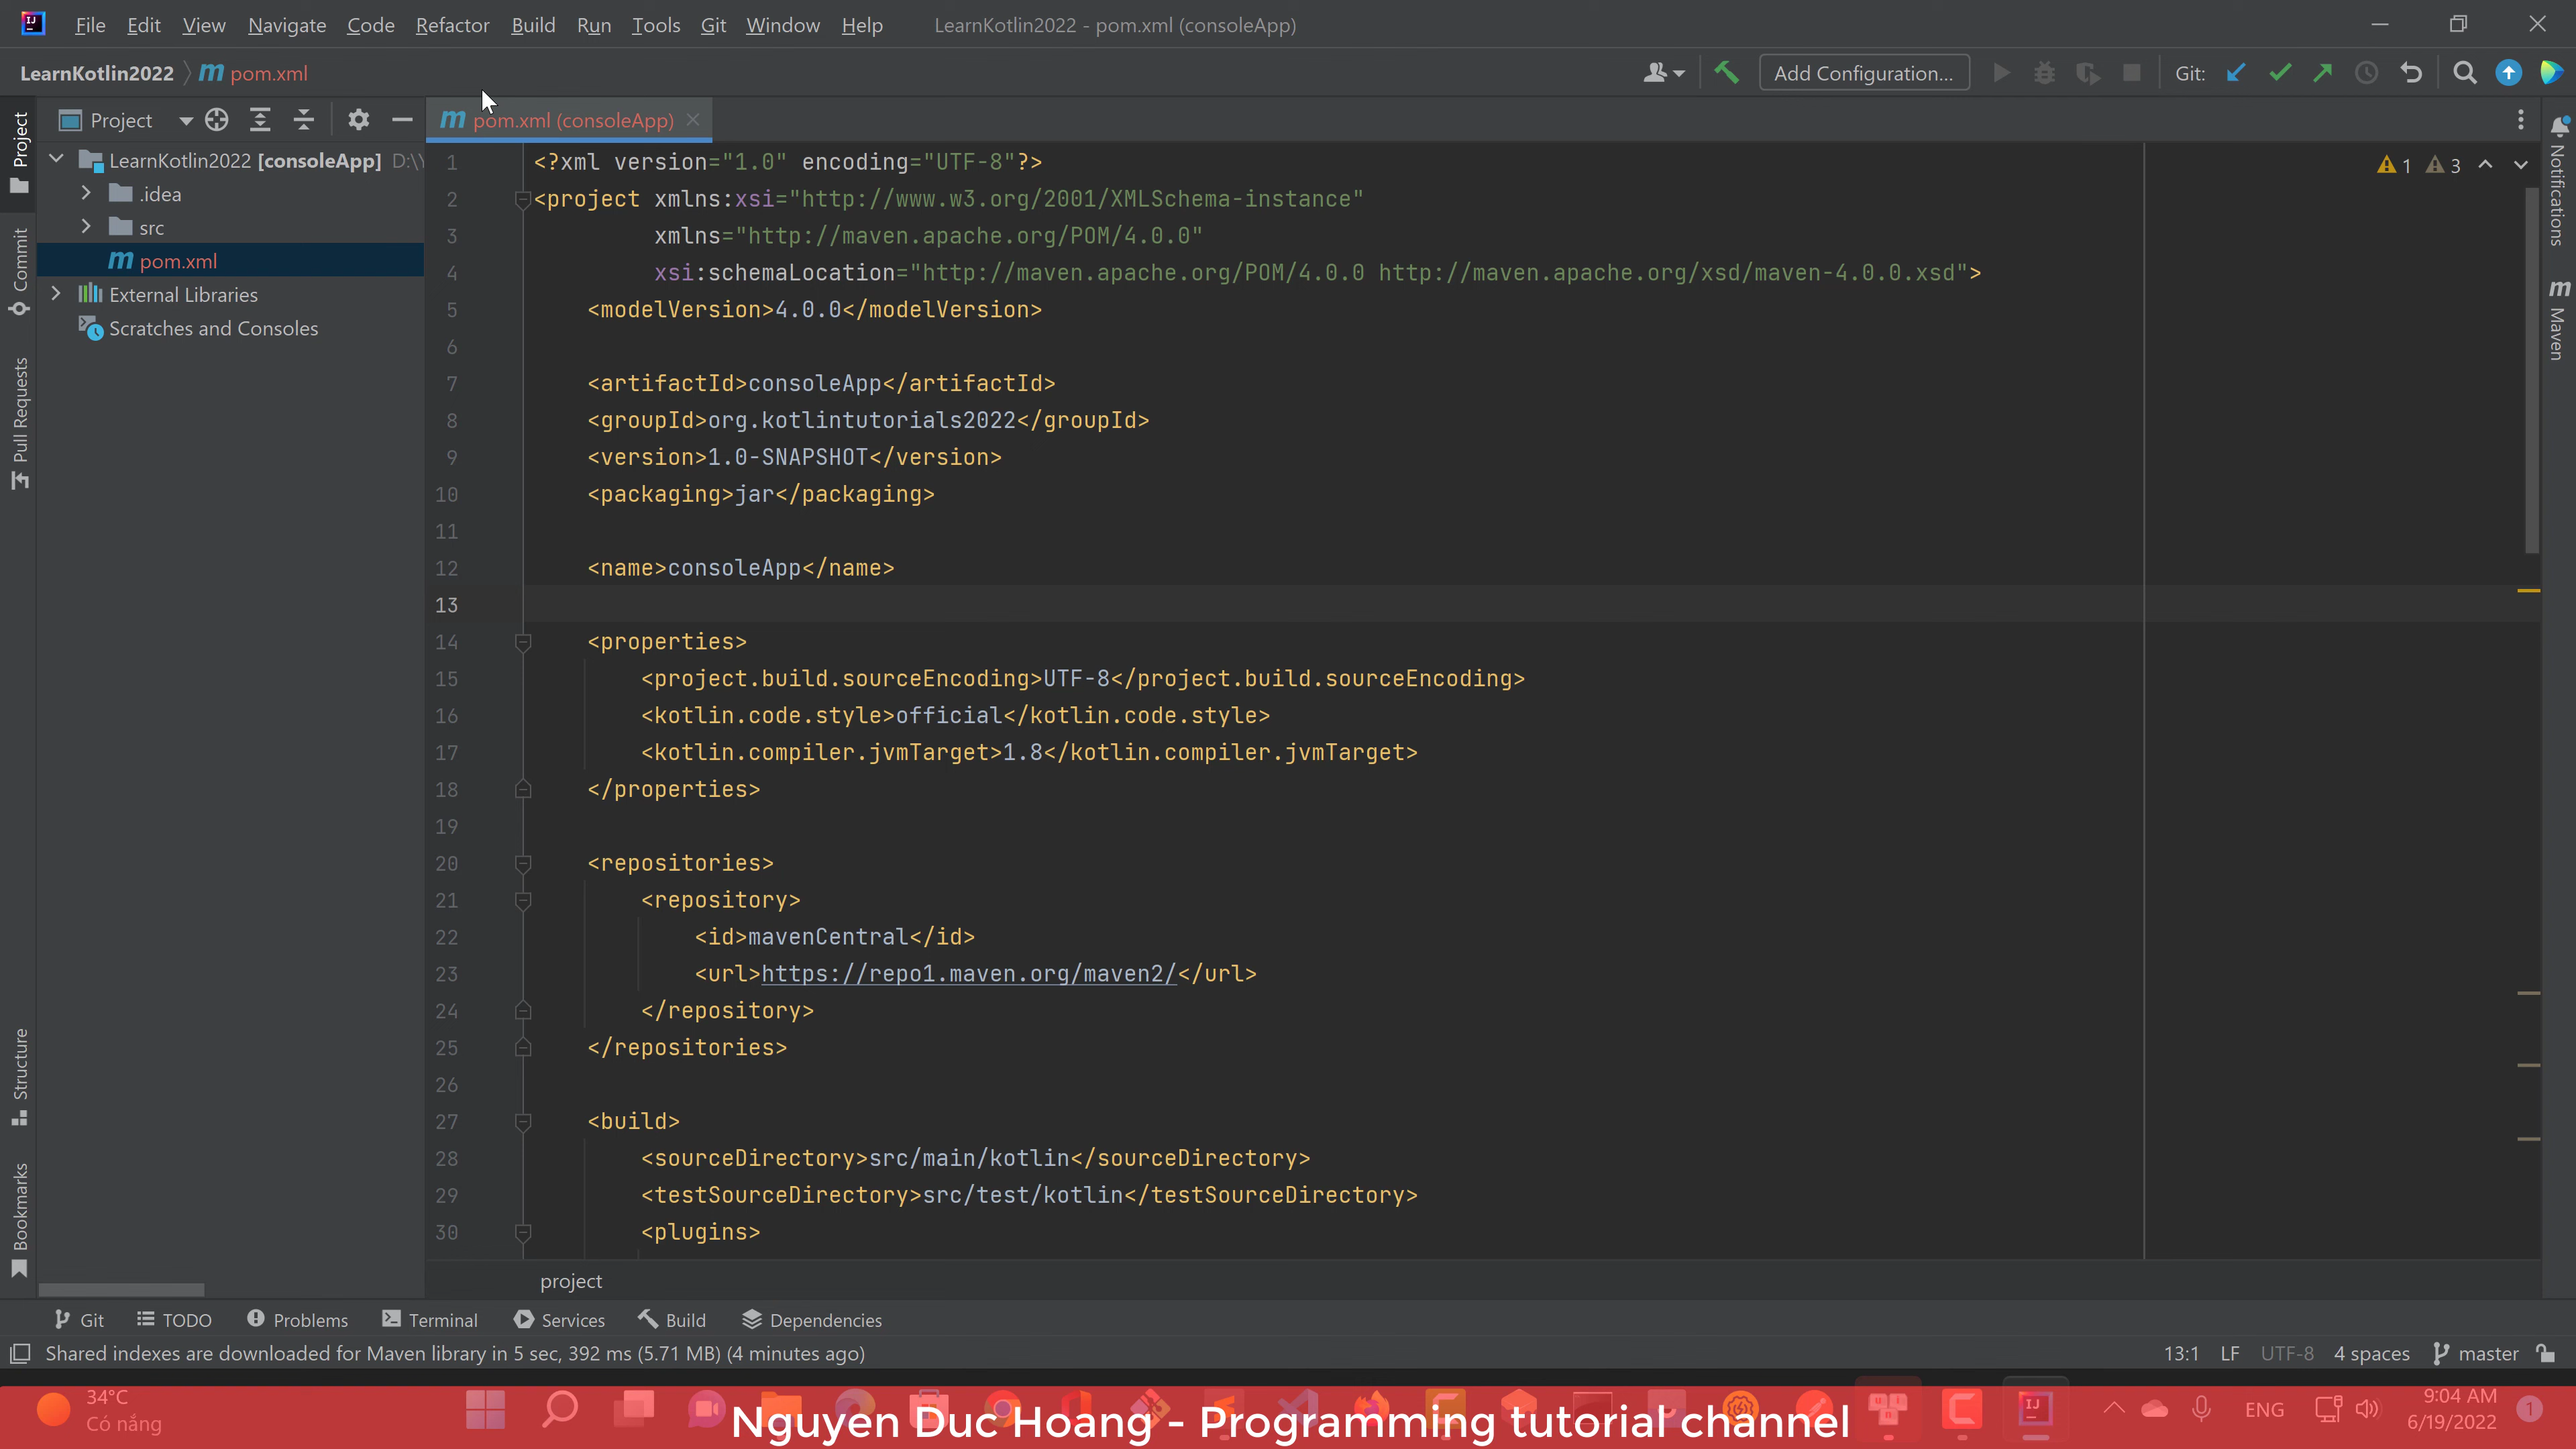 File Edit View Navigate Code Refactor Build Run Tools Git Window Help LearnKotlin2022 - pom.xml (consoleApp)
LearnKotlin2022 pom.xml Add Configuration... Git:
Project pom.xml (consoleApp)
LearnKotlin2022 [consoleApp] D:\
.idea
src
pom.xml
External Libraries
Scratches and Consoles
Project
Commit
Pull Requests
Structure
Bookmarks
1 <?xml version="1.0" encoding="UTF-8"?>
2 <project xmlns:xsi="http://www.w3.org/2001/XMLSchema-instance"
3 xmlns="http://maven.apache.org/POM/4.0.0"
4 xsi:schemaLocation="http://maven.apache.org/POM/4.0.0 http://maven.apache.org/xsd/maven-4.0.0.xsd">
5 <modelVersion>4.0.0</modelVersion>
6
7 <artifactId>consoleApp</artifactId>
8 <groupId>org.kotlintutorials2022</groupId>
9 <version>1.0-SNAPSHOT</version>
10 <packaging>jar</packaging>
11
12 <name>consoleApp</name>
13
14 <properties>
15 <project.build.sourceEncoding>UTF-8</project.build.sourceEncoding>
16 <kotlin.code.style>official</kotlin.code.style>
17 <kotlin.compiler.jvmTarget>1.8</kotlin.compiler.jvmTarget>
18 </properties>
19
20 <repositories>
21 <repository>
22 <id>mavenCentral</id>
23 <url>https://repo1.maven.org/maven2/</url>
24 </repository>
25 </repositories>
26
27 <build>
28 <sourceDirectory>src/main/kotlin</sourceDirectory>
29 <testSourceDirectory>src/test/kotlin</testSourceDirectory>
30 <plugins>
1 3
Notifications
Maven
project
Git TODO Problems Terminal Services Build Dependencies
Shared indexes are downloaded for Maven library in 5 sec, 392 ms (5.71 MB) (4 minutes ago) 13:1 LF UTF-8 4 spaces master
34°C
Có nắng
Nguyen Duc Hoang - Programming tutorial channel
ENG
9:04 AM
6/19/2022
1